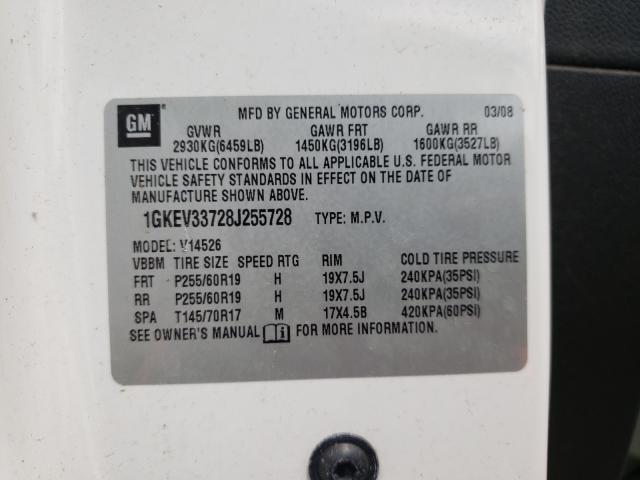 GM
MFD BY GENERAL MOTORS CORP. 03/08
GVWR GAWR FRT GAWR RR
2930KG(6459LB) 1450KG(3196LB) 1600KG(3527LB)
THIS VEHICLE CONFORMS TO ALL APPLICABLE U.S. FEDERAL MOTOR
VEHICLE SAFETY STANDARDS IN EFFECT ON THE DATE OF
MANUFACTURE SHOWN ABOVE.
1GKEV33728J255728 TYPE: M.P.V.
MODEL: V14526
VBBM TIRE SIZE SPEED RTG RIM COLD TIRE PRESSURE
FRT P255/60R19 H 19X7.5J 240KPA(35PSI)
RR P255/60R19 H 19X7.5J 240KPA(35PSI)
SPA T145/70R17 M 17X4.5B 420KPA(60PSI)
SEE OWNER'S MANUAL i FOR MORE INFORMATION.